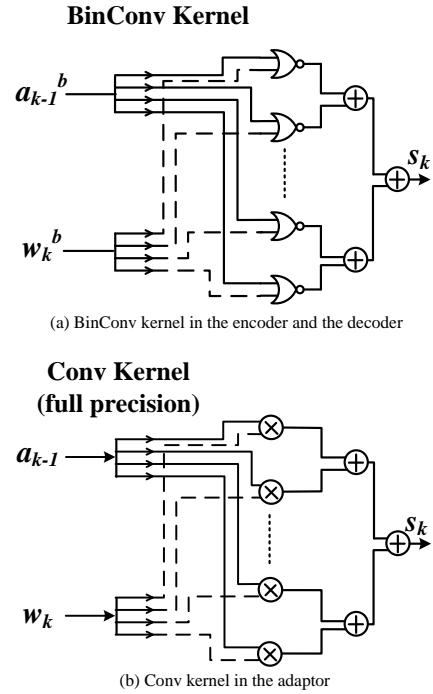 BinConv Kernel
a_{k-1}^b
s_k
w_k^b
(a) BinConv kernel in the encoder and the decoder
Conv Kernel
(full precision)
a_{k-1}
s_k
w_k
(b) Conv kernel in the adaptor